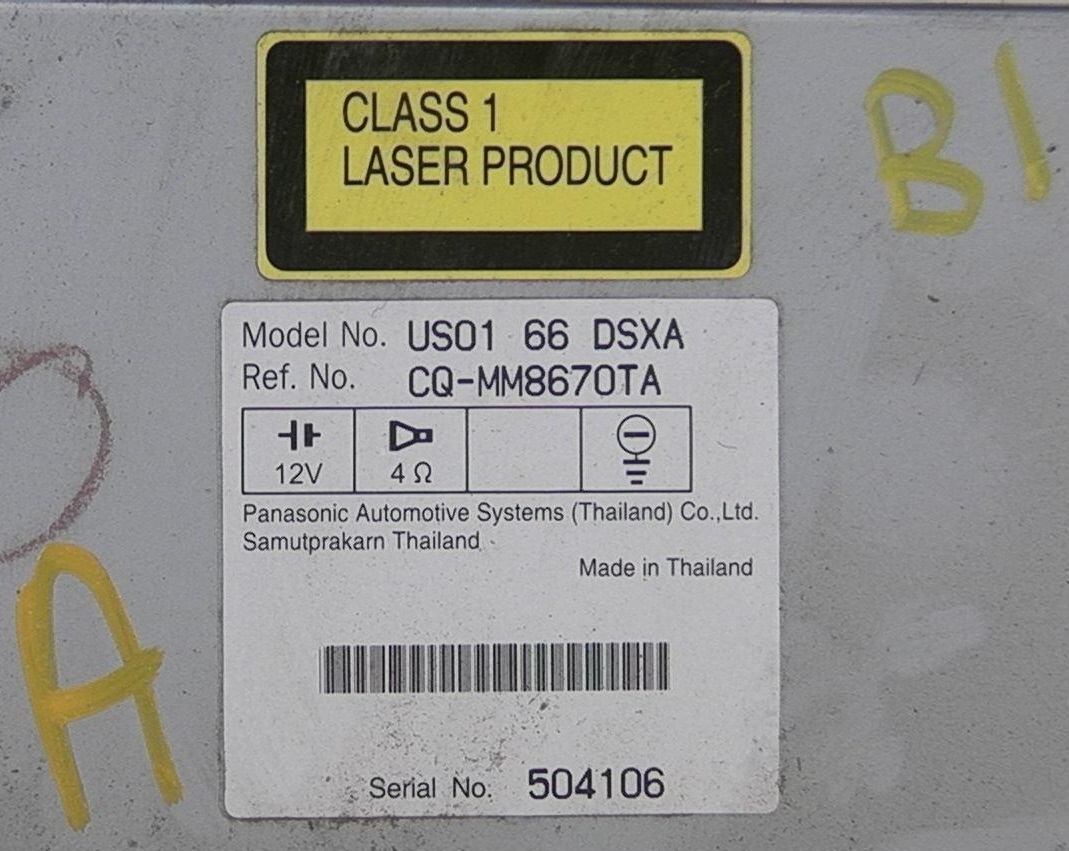 CLASS 1
LASER PRODUCT
B1
Model No. US01 66 DSXA
Ref. No. CQ-MM8670TA
12V 4 Ω
Panasonic Automotive Systems (Thailand) Co.,Ltd.
Samutprakarn Thailand
Made in Thailand
A
Serial No. 504106